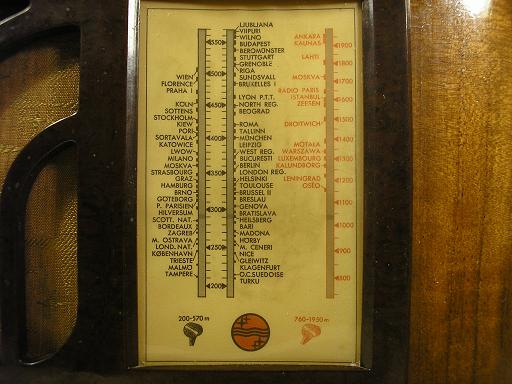 WIEN
FLORENCE
PRAHA I
KÖLN
SOTTENS
STOCKHOLM
KIEW
PORI
SORTAVALA
KATOWICE
LWOW
MILANO
MOSKVA
STRASBOURG
GRAZ
HAMBURG
BRNO
GÖTEBORG
P. PARISIEN
HILVERSUM
SCOTT. NAT.
BORDEAUX
ZAGREB
M. OSTRAVA
LOND. NAT.
KØBENHAVN
TRIESTE
MALMÖ
TAMPERE
550
500
450
400
350
300
250
200
LJUBLJANA
VIIPURI
WILNO
BUDAPEST
BEROMÜNSTER
STUTTGART
GRENOBLE
RIGA
SUNDSVALL
BRUXELLES I
LYON P.T.T.
NORTH REG.
BEOGRAD
ROMA
TALLINN
MÜNCHEN
LEIPZIG
WEST REG.
BUCURESTI
BERLIN
LONDON REG.
HELSINKI
TOULOUSE
BRUSSEL II
BRESLAU
GENOVA
BRATISLAVA
HEILSBERG
BARI
MADONA
HÖRBY
M. CENERI
NICE
GLEIWITZ
KLAGENFURT
O.C. SUEDOISE
TURKU
ANKARA
KAUNAS
LAHTI
MOSKVA
RADIO PARIS
ISTANBUL
ZEESEN
DROITWICH
MOTALA
WARSZAWA
LUXEMBOURG
KALUNDBORG
LENINGRAD
OSLO
1900
1800
1700
1600
1500
1400
1300
1200
1100
1000
900
800
200-570 m
760-1950 m